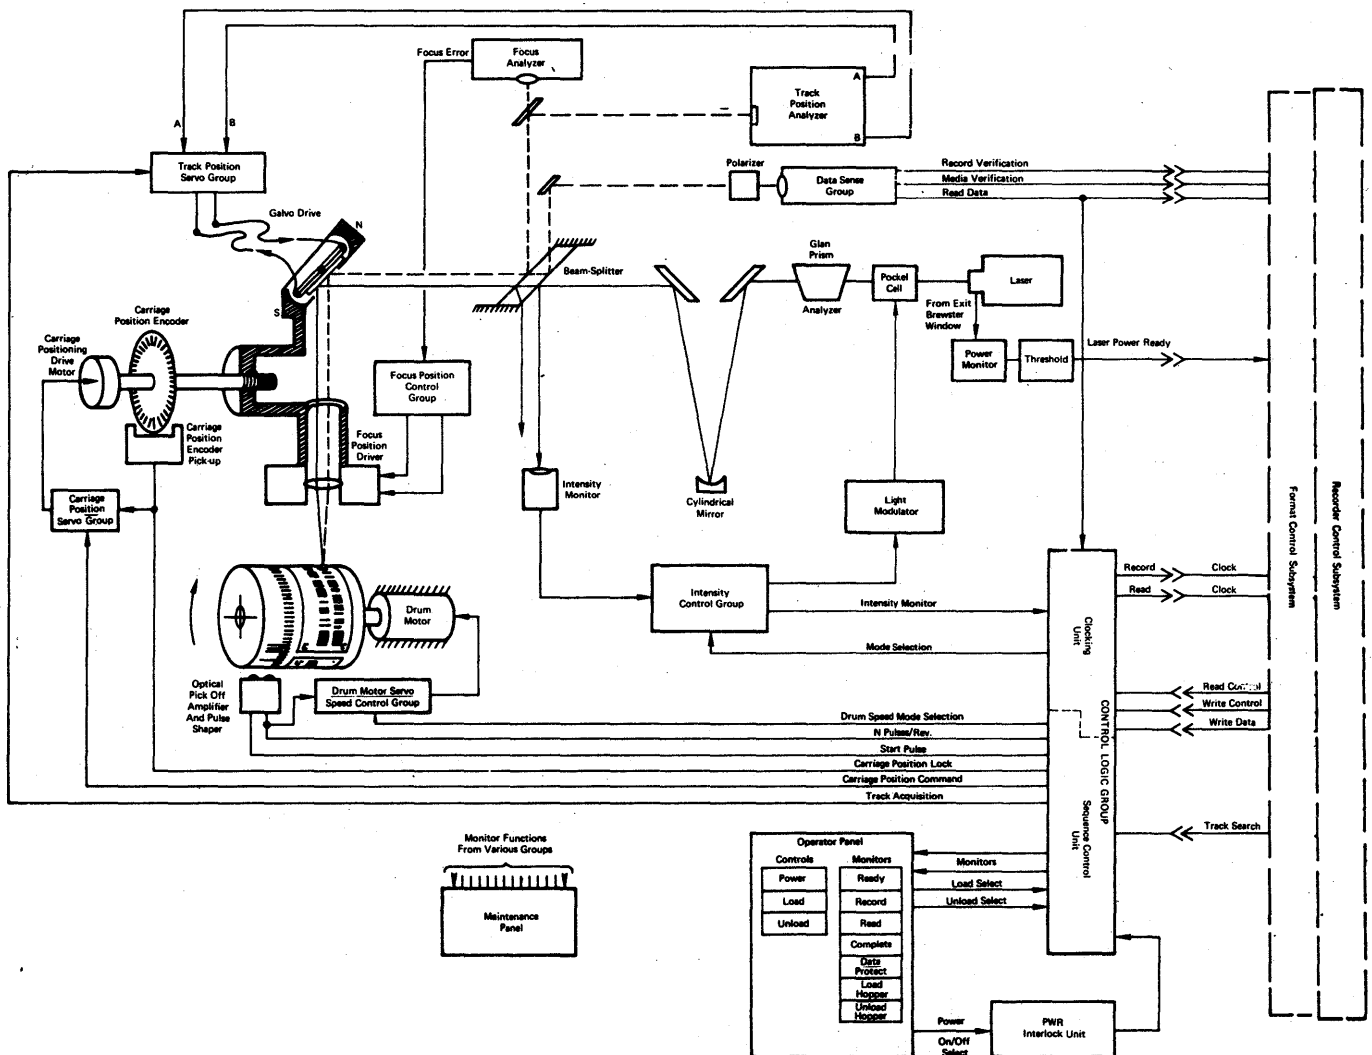 Focus Error
Focus
Analyzer
A
Track
Position
Analyzer
B
A
B
Track Position
Servo Group
Polarizer
Data Sense
Group
Record Verification
Media Verification
Read Data
Galvo Drive
N
S
Beam-Splitter
Glan
Prism
Analyzer
Pockel
Cell
Laser
From Exit
Brewster
Window
Power
Monitor
Threshold
Laser Power Ready
Carriage
Position Encoder
Carriage
Positioning
Drive
Motor
Carriage
Position
Encoder
Pick-up
Focus Position
Control
Group
Focus
Position
Driver
Carriage
Position
Servo Group
Intensity
Monitor
Cylindrical
Mirror
Light
Modulator
Format Control Subsystem
Recorder Control Subsystem
Drum
Motor
Intensity
Control Group
Intensity Monitor
Mode Selection
Clocking
Unit
Record
Clock
Read
Clock
Optical
Pick Off
Amplifier
And Pulse
Shaper
Drum Motor Servo
Speed Control Group
Drum Speed Mode Selection
N Pulses/Rev.
Start Pulse
Carriage Position Lock
Carriage Position Command
Track Acquisition
CONTROL LOGIC GROUP
Sequence Control
Unit
Read Control
Write Control
Write Data
Track Search
Monitor Functions
From Various Groups
Maintenance
Panel
Operator Panel
Controls
Monitors
Power
Load
Unload
Ready
Record
Read
Complete
Data
Protect
Load
Hopper
Unload
Hopper
Monitors
Load Select
Unload Select
Power
On/Off
Select
PWR
Interlock Unit